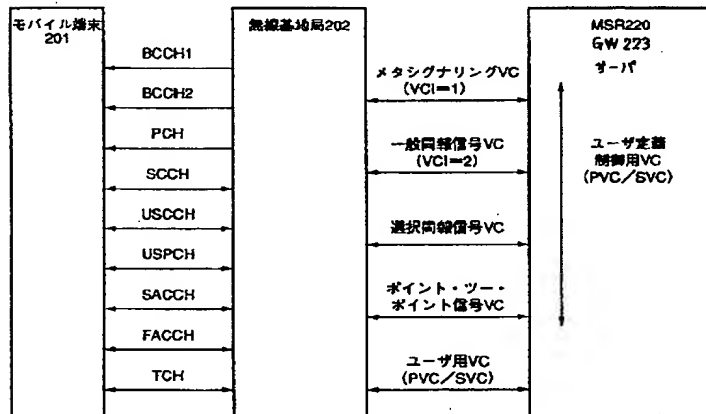 モバイル端末
201
無線基地局202
MSR220
GW 223
サーバ
BCCH1
BCCH2
PCH
SCCH
USCCH
USPCH
SACCH
FACCH
TCH
メタシグナリングVC
(VCI=1)
一般同報信号VC
(VCI=2)
選択同報信号VC
ポイント・ツー・
ポイント信号VC
ユーザ用VC
(PVC/SVC)
ユーザ定義
制御用VC
(PVC/SVC)